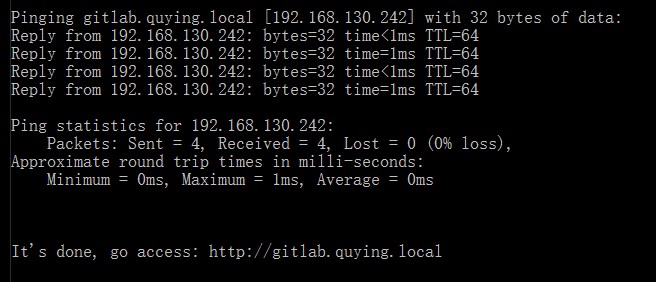 Pinging gitlab.quying.local [192.168.130.242] with 32 bytes of data:
Reply from 192.168.130.242: bytes=32 time<1ms TTL=64
Reply from 192.168.130.242: bytes=32 time=1ms TTL=64
Reply from 192.168.130.242: bytes=32 time<1ms TTL=64
Reply from 192.168.130.242: bytes=32 time=1ms TTL=64
Ping statistics for 192.168.130.242:
    Packets: Sent = 4, Received = 4, Lost = 0 (0% loss),
Approximate round trip times in milli-seconds:
    Minimum = 0ms, Maximum = 1ms, Average = 0ms
It's done, go access: http://gitlab.quying.local